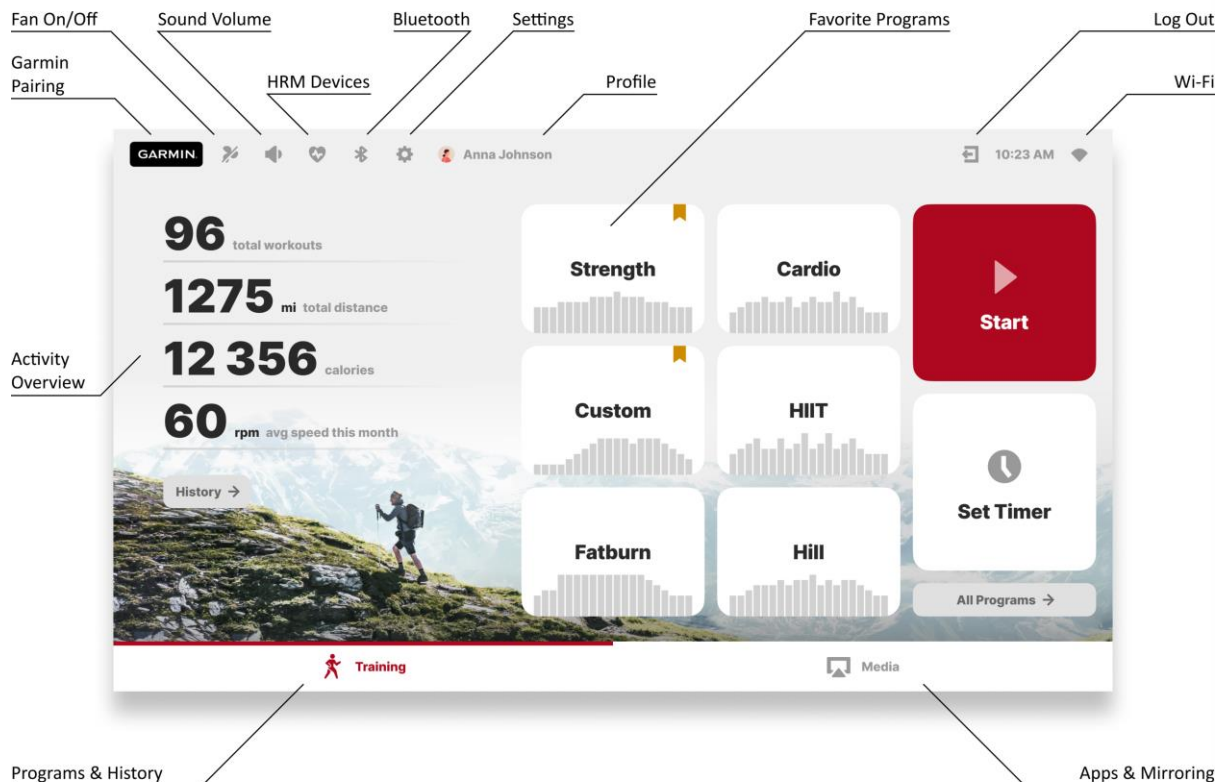 Fan On/Off
Sound Volume
Bluetooth
Settings
Favorite Programs
Log Out
Garmin
Pairing
HRM Devices
Profile
Wi-Fi
GARMIN.
Anna Johnson
10:23 AM
96 total workouts
1275 mi total distance
12 356 calories
60 rpm avg speed this month
History →
Strength
Cardio
Start
Custom
HIIT
Set Timer
Fatburn
Hill
All Programs →
Activity
Overview
Training
Media
Programs & History
Apps & Mirroring